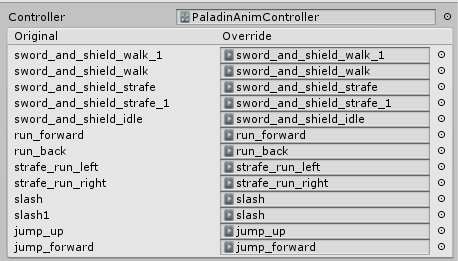 Controller PaladinAnimController
Original Override
sword_and_shield_walk_1 sword_and_shield_walk_1
sword_and_shield_walk sword_and_shield_walk
sword_and_shield_strafe sword_and_shield_strafe
sword_and_shield_strafe_1 sword_and_shield_strafe_1
sword_and_shield_idle sword_and_shield_idle
run_forward run_forward
run_back run_back
strafe_run_left strafe_run_left
strafe_run_right strafe_run_right
slash slash
slash1 slash
jump_up jump_up
jump_forward jump_forward